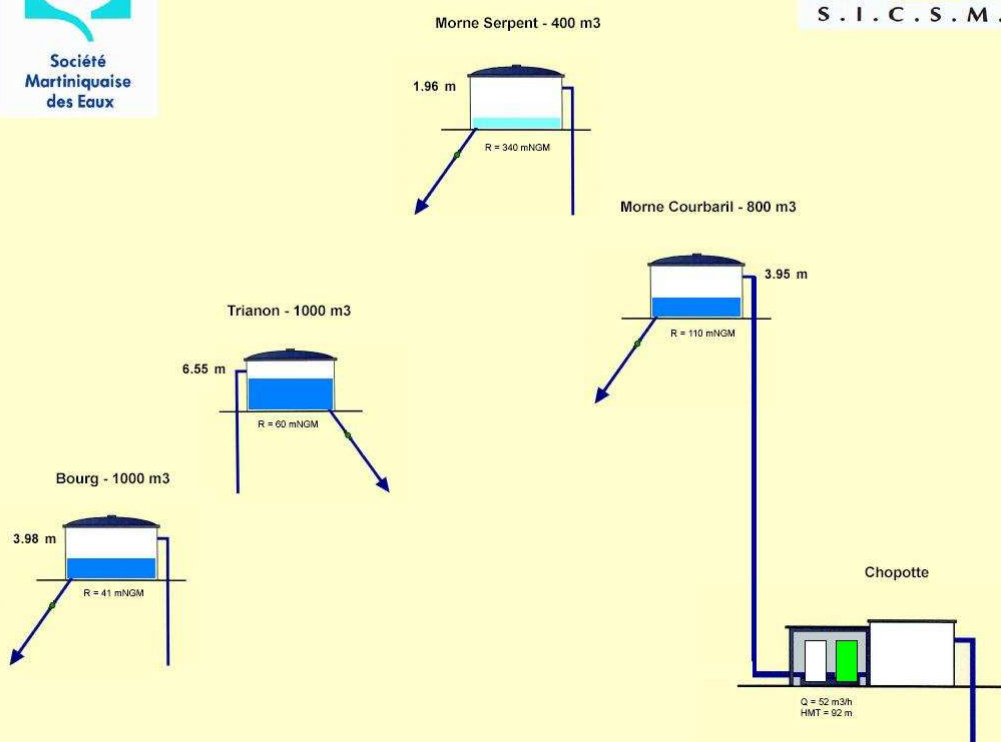 Société
Martiniquaise
des Eaux
S.I.C.S.M.
Morne Serpent - 400 m3
1.96 m
R = 340 mNGM
Morne Courbaril - 800 m3
3.95 m
R = 110 mNGM
Trianon - 1000 m3
6.55 m
R = 60 mNGM
Bourg - 1000 m3
3.98 m
R = 41 mNGM
Chopotte
Q = 52 m3/h
HMT = 92 m